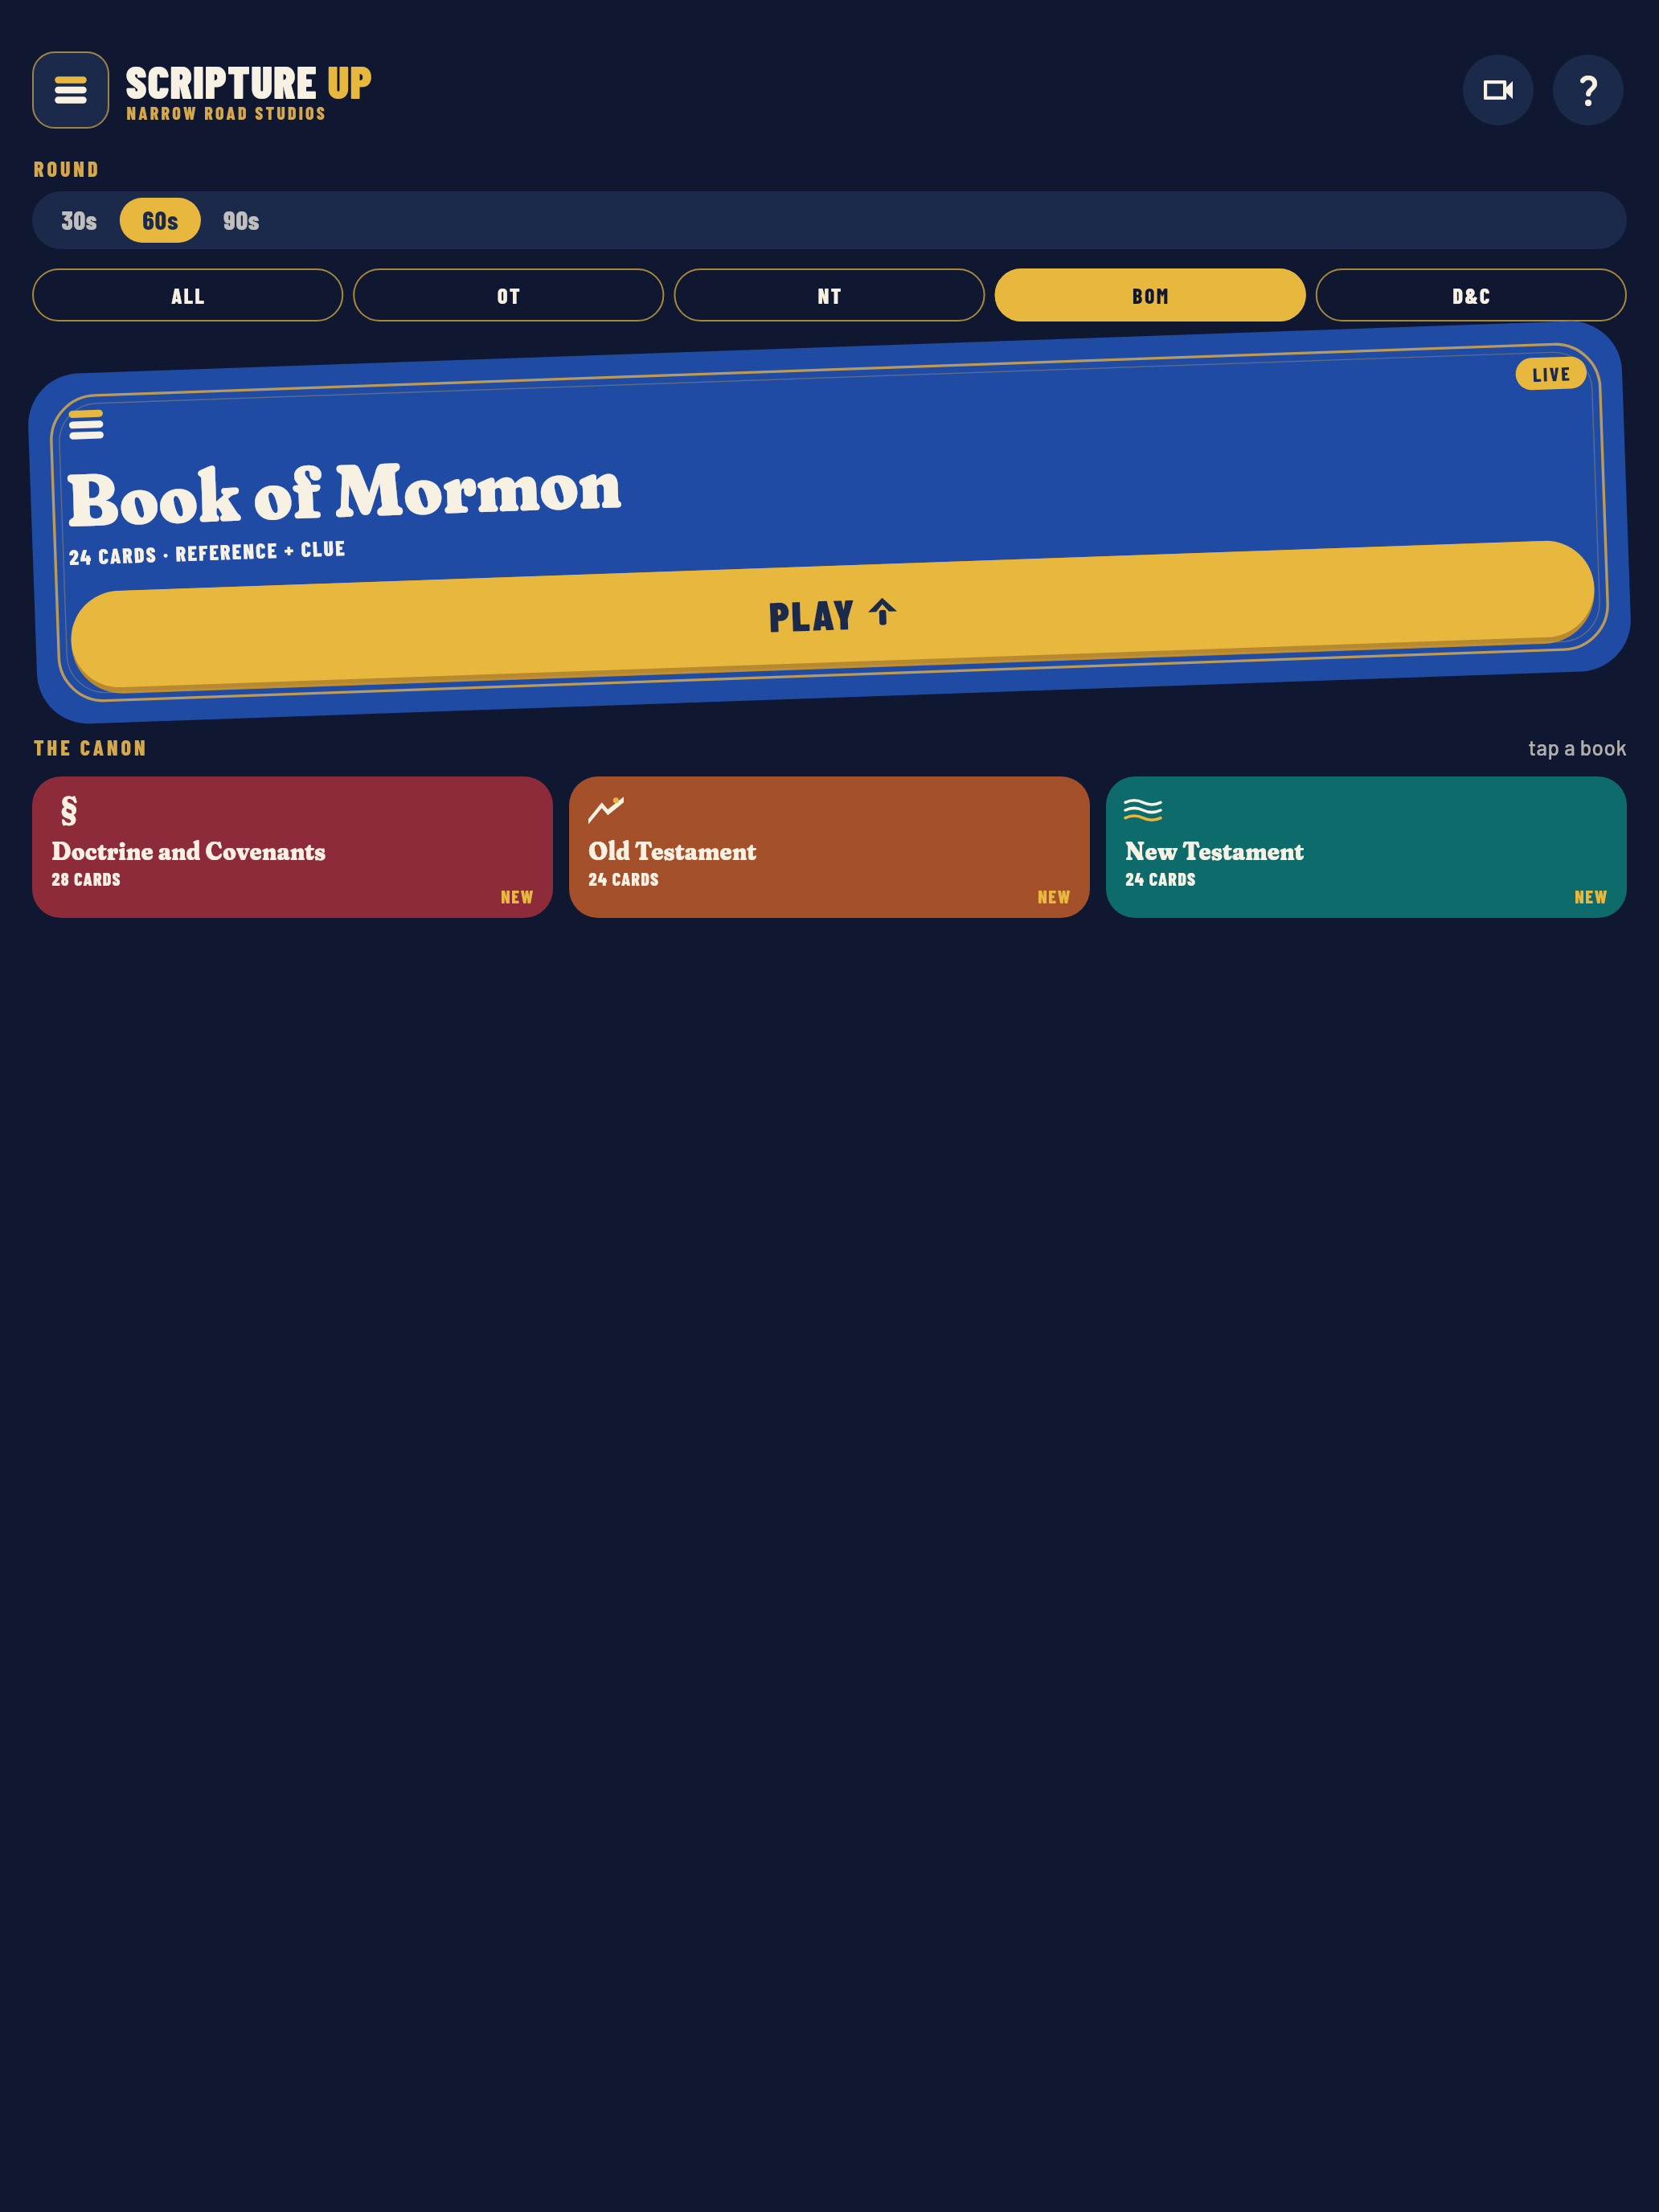 SCRIPTURE UP
NARROW ROAD STUDIOS
?
ROUND
30s 60s 90s
ALL OT NT BOM D&C
LIVE
Book of Mormon
24 CARDS · REFERENCE + CLUE
PLAY ↑
THE CANON tap a book
§
Doctrine and Covenants
28 CARDS
NEW
Old Testament
24 CARDS
NEW
New Testament
24 CARDS
NEW